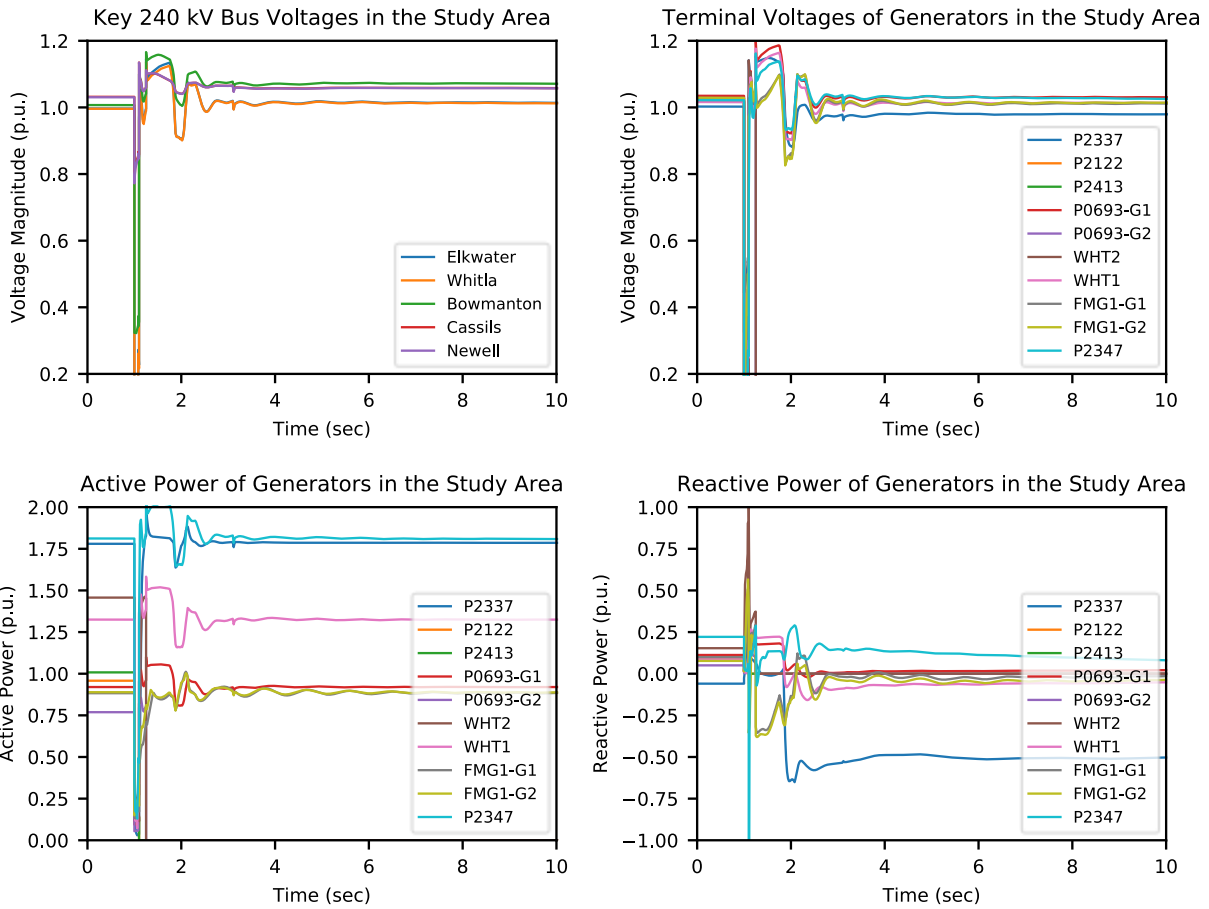 Key 240 kV Bus Voltages in the Study Area
Voltage Magnitude (p.u.)
1.2
1.0
0.8
0.6
0.4
0.2
0 2 4 6 8 10
Time (sec)
Elkwater
Whitla
Bowmanton
Cassils
Newell
Terminal Voltages of Generators in the Study Area
Voltage Magnitude (p.u.)
1.2
1.0
0.8
0.6
0.4
0.2
0 2 4 6 8 10
Time (sec)
P2337
P2122
P2413
P0693-G1
P0693-G2
WHT2
WHT1
FMG1-G1
FMG1-G2
P2347
Active Power of Generators in the Study Area
Active Power (p.u.)
2.00
1.75
1.50
1.25
1.00
0.75
0.50
0.25
0.00
0 2 4 6 8 10
Time (sec)
P2337
P2122
P2413
P0693-G1
P0693-G2
WHT2
WHT1
FMG1-G1
FMG1-G2
P2347
Reactive Power of Generators in the Study Area
Reactive Power (p.u.)
1.00
0.75
0.50
0.25
0.00
−0.25
−0.50
−0.75
−1.00
0 2 4 6 8 10
Time (sec)
P2337
P2122
P2413
P0693-G1
P0693-G2
WHT2
WHT1
FMG1-G1
FMG1-G2
P2347